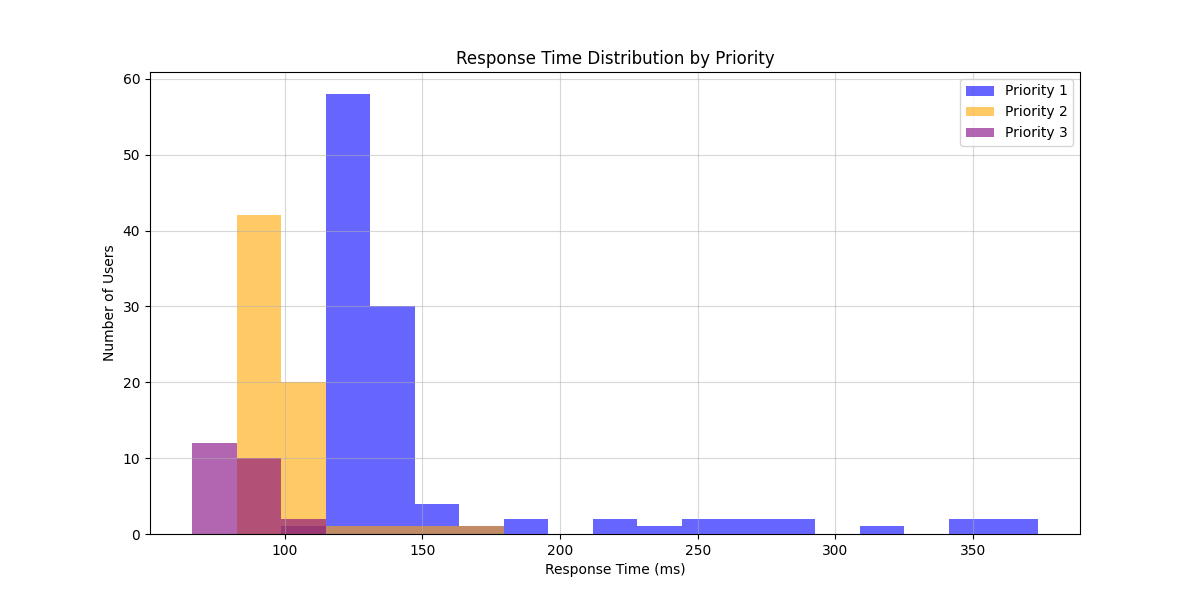 Response Time Distribution by Priority
Priority 1
Priority 2
Priority 3
Number of Users
60
50
40
30
20
10
0
100 150 200 250 300 350
Response Time (ms)